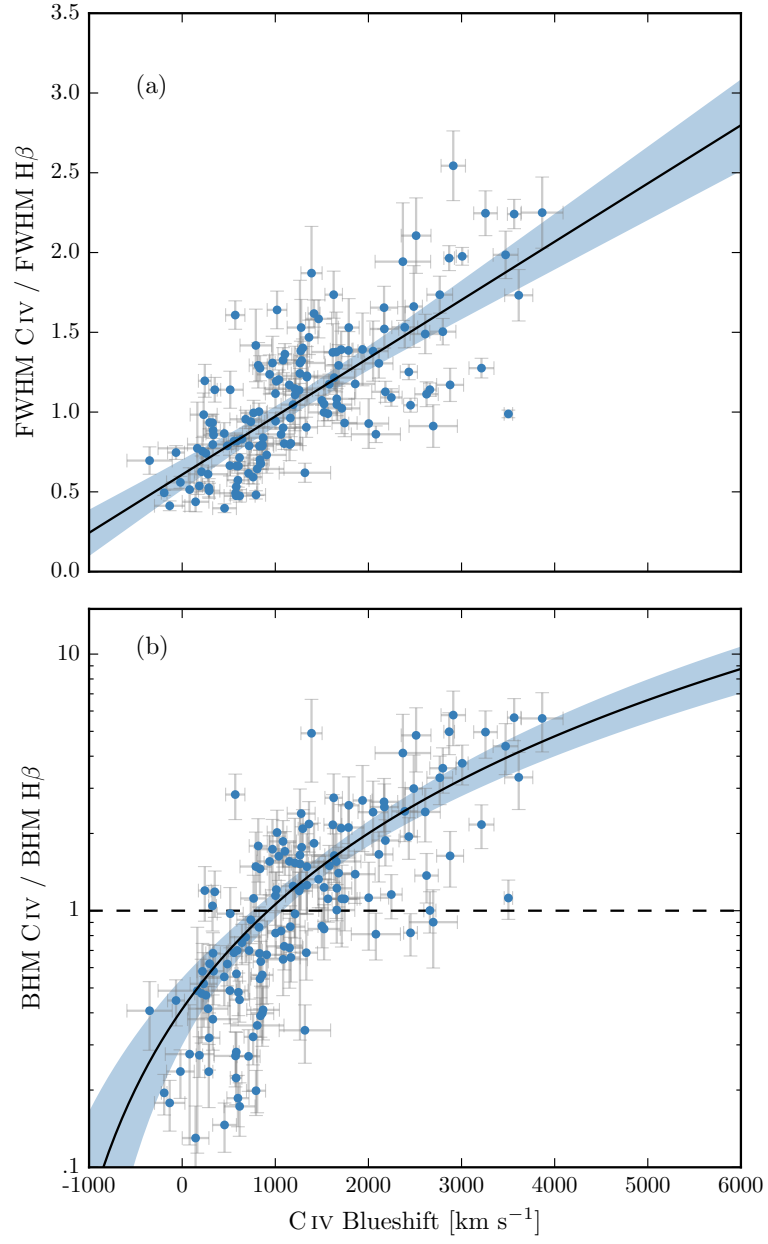 3.5
(a)
3.0
2.5
2.0
1.5
1.0
0.5
0.0
FWHM C IV / FWHM Hβ
(b)
10
1
.1
BHM C IV / BHM Hβ
-1000 0 1000 2000 3000 4000 5000 6000
C IV Blueshift [km s⁻¹]